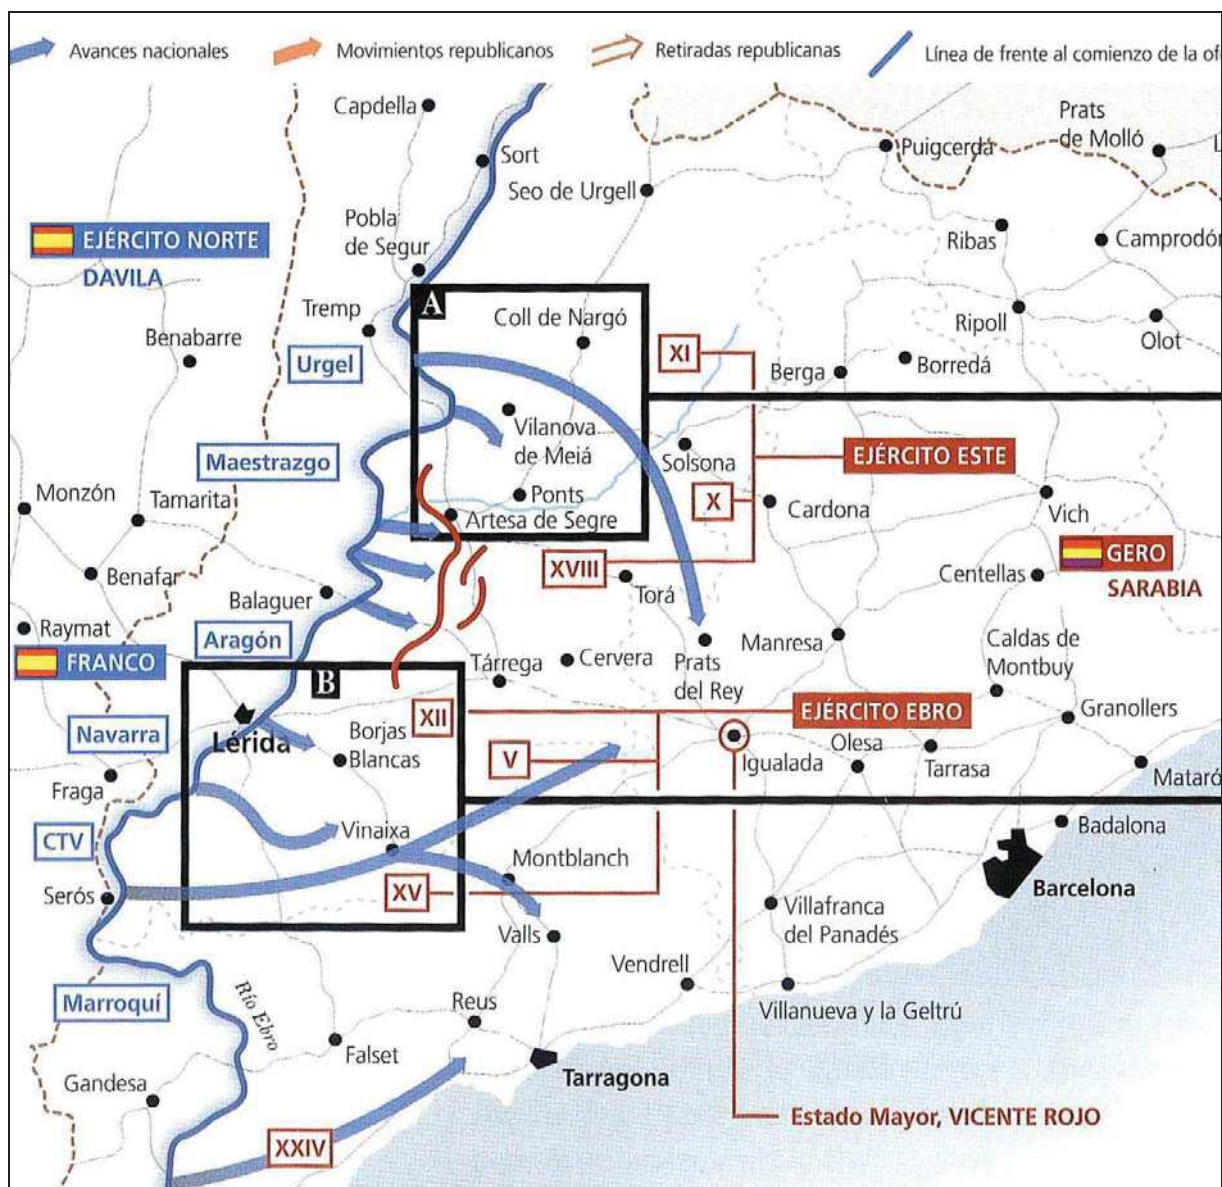 Avances nacionales
Movimientos republicanos
Retiradas republicanas
Línea de frente al comienzo de la of
Capdella
Prats
de Molló
Puigcerdá
L
Sort
Seo de Urgell
Pobla
de Segur
EJÉRCITO NORTE
DAVILA
Ribas
Camprodón
Tremp
A
Coll de Nargó
Ripoll
Olot
Benabarre
Urgel
XI
Berga
Borredá
Vilanova
de Meiá
Maestrazgo
Solsona
EJÉRCITO ESTE
Monzón
Tamarita
Ponts
X
Cardona
Vich
Artesa de Segre
GERO
SARABIA
Benafar
XVIII
Centellas
Balaguer
Torá
Raymat
Aragón
Manresa
Caldas de
Montbuy
FRANCO
B
Tárrega
Cervera
Prats
del Rey
Navarra
Lérida
Borjas
Blancas
XII
EJÉRCITO EBRO
Granollers
V
Igualada
Olesa
Tarrasa
Mataró
Fraga
CTV
Vinaixa
Badalona
Montblanch
Serós
XV
Barcelona
Valls
Villafranca
del Panadés
Vendrell
Marroquí
Río Ebro
Reus
Villanueva y la Geltrú
Falset
Gandesa
Tarragona
XXIV
Estado Mayor, VICENTE ROJO